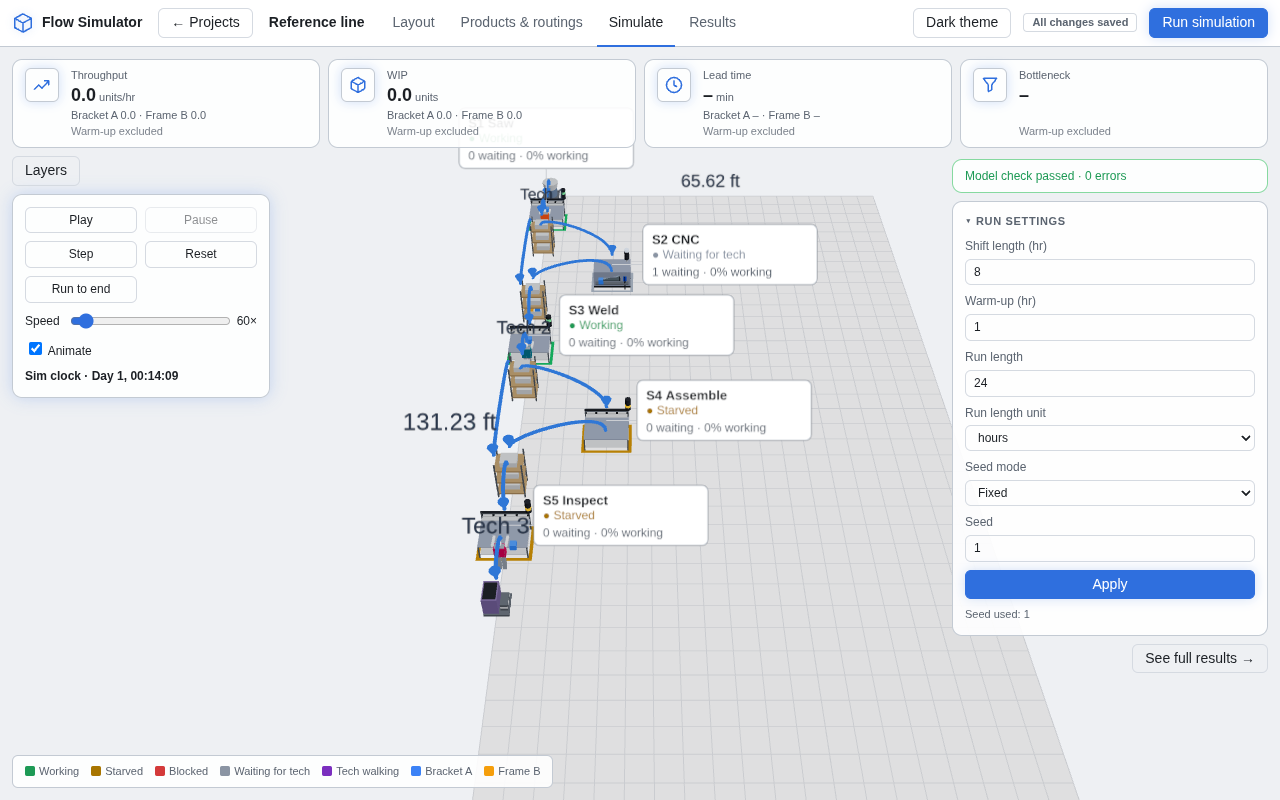 Flow Simulator
← Projects
Reference line
Layout
Products & routings
Simulate
Results
Dark theme
All changes saved
Run simulation
Throughput
0.0 units/hr
Bracket A 0.0 · Frame B 0.0
Warm-up excluded
WIP
0.0 units
Bracket A 0.0 · Frame B 0.0
Warm-up excluded
Lead time
– min
Bracket A – · Frame B –
Warm-up excluded
Bottleneck
–
Warm-up excluded
Layers
Play
Pause
Step
Reset
Run to end
Speed
60×
Animate
Sim clock · Day 1, 00:14:09
Working
0 waiting · 0% working
65.62 ft
Tech
S2 CNC
● Waiting for tech
1 waiting · 0% working
S3 Weld
● Working
0 waiting · 0% working
Tech 2
S4 Assemble
● Starved
0 waiting · 0% working
131.23 ft
S5 Inspect
● Starved
0 waiting · 0% working
Tech 3
Model check passed · 0 errors
▾ RUN SETTINGS
Shift length (hr)
8
Warm-up (hr)
1
Run length
24
Run length unit
hours
Seed mode
Fixed
Seed
1
Apply
Seed used: 1
See full results →
Working
Starved
Blocked
Waiting for tech
Tech walking
Bracket A
Frame B